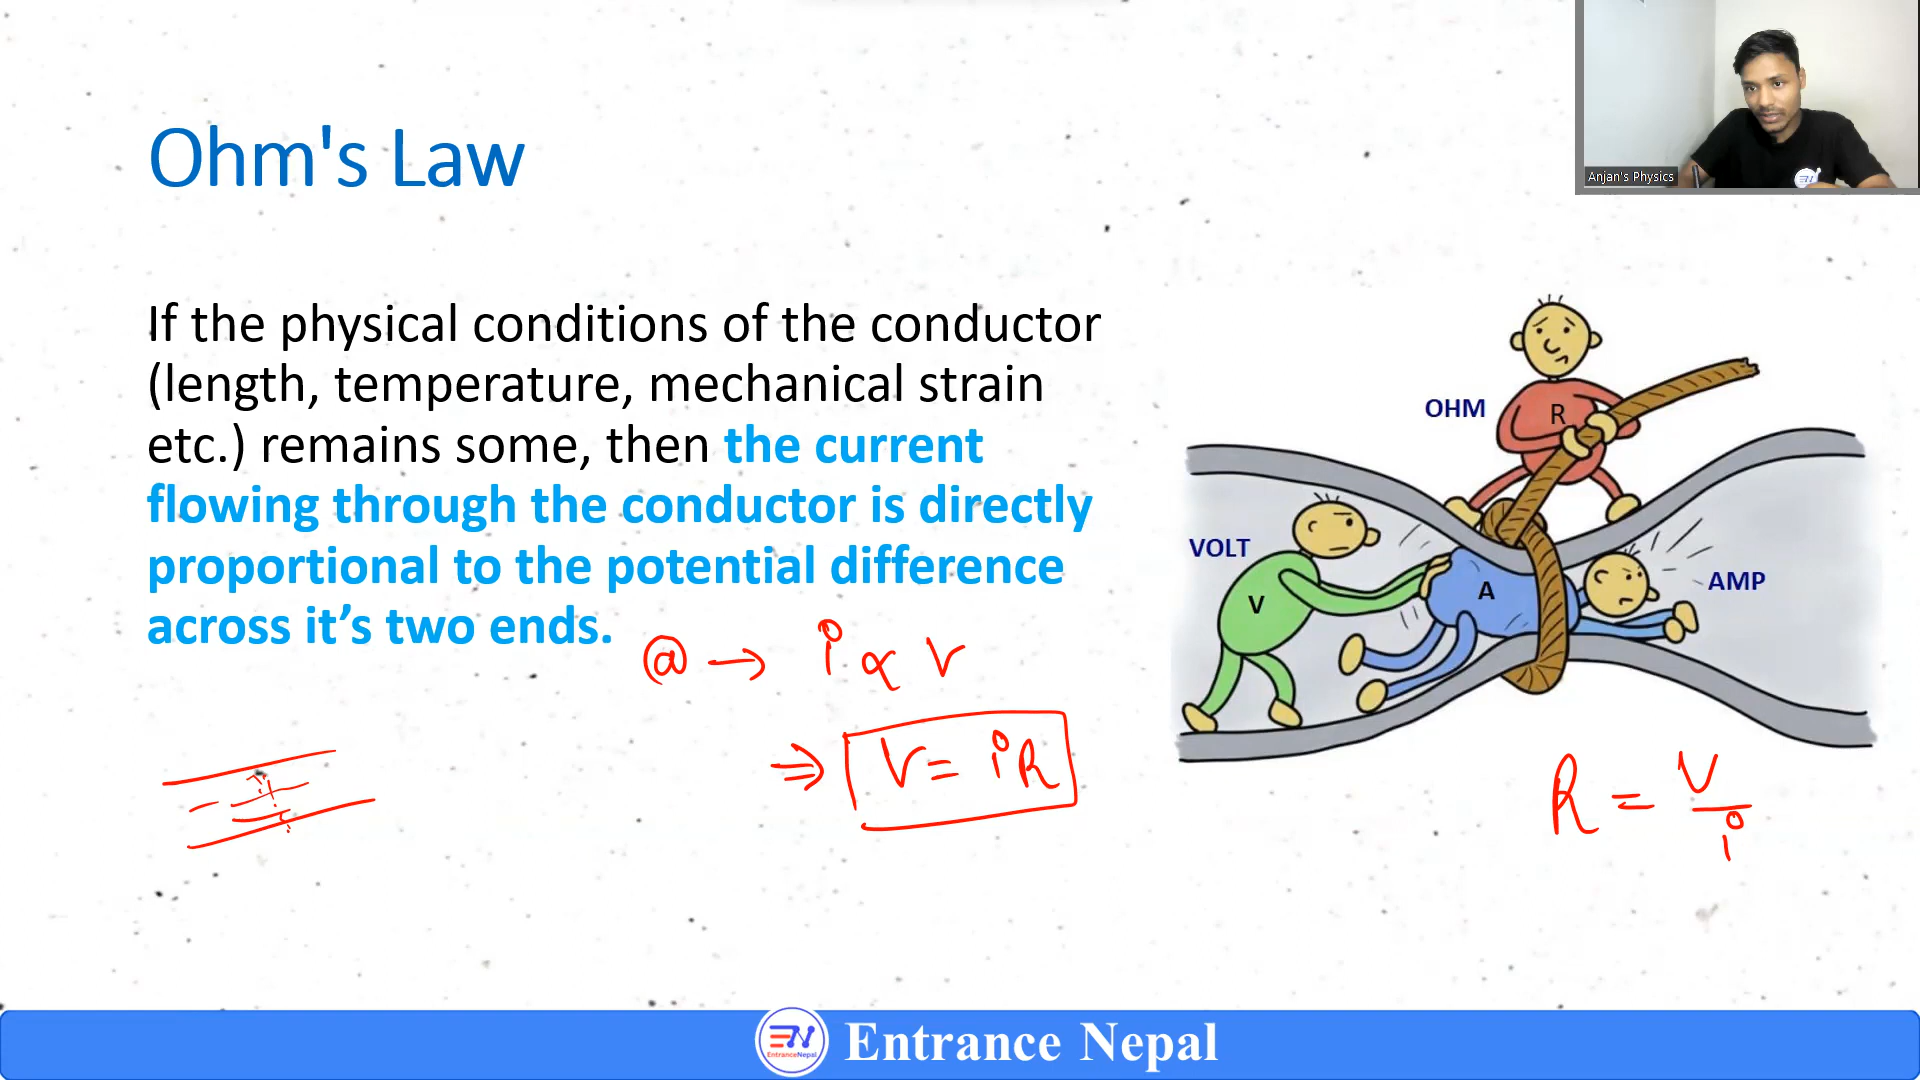 Anjan's Physics
Ohm's Law
If the physical conditions of the conductor
(length, temperature, mechanical strain
etc.) remains some, then the current
flowing through the conductor is directly
proportional to the potential difference
across it’s two ends.
@ → i ∝ V
⇒ V = iR
OHM
R
VOLT
V
A
AMP
R = V/i
EN
EntranceNepal
Entrance Nepal